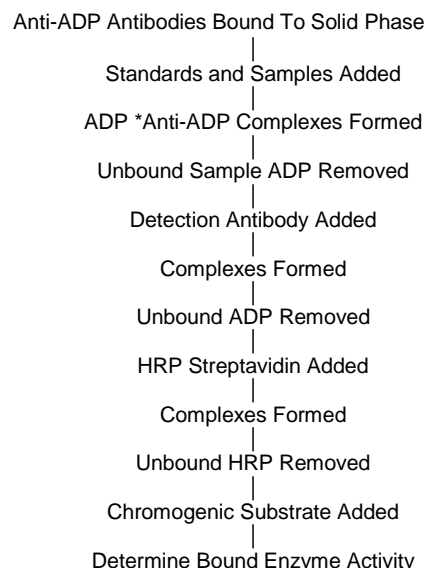 Anti-ADP Antibodies Bound To Solid Phase
Standards and Samples Added
ADP *Anti-ADP Complexes Formed
Unbound Sample ADP Removed
Detection Antibody Added
Complexes Formed
Unbound ADP Removed
HRP Streptavidin Added
Complexes Formed
Unbound HRP Removed
Chromogenic Substrate Added
Determine Bound Enzyme Activity